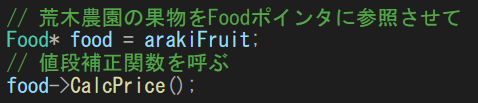 // 荒木農園の果物をFoodポインタに参照させて
Food* food = arakiFruit;
// 値段補正関数を呼ぶ
food->CalcPrice();